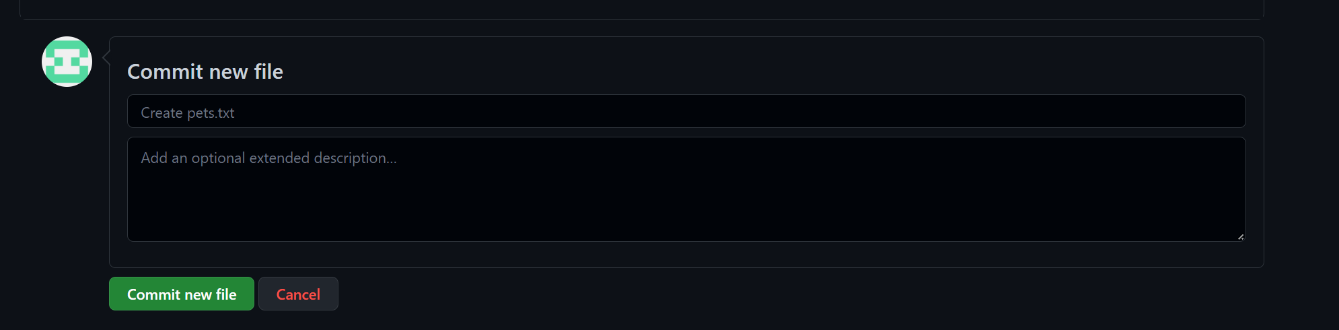 Commit new file
Create pets.txt
Add an optional extended description...
Commit new file
Cancel